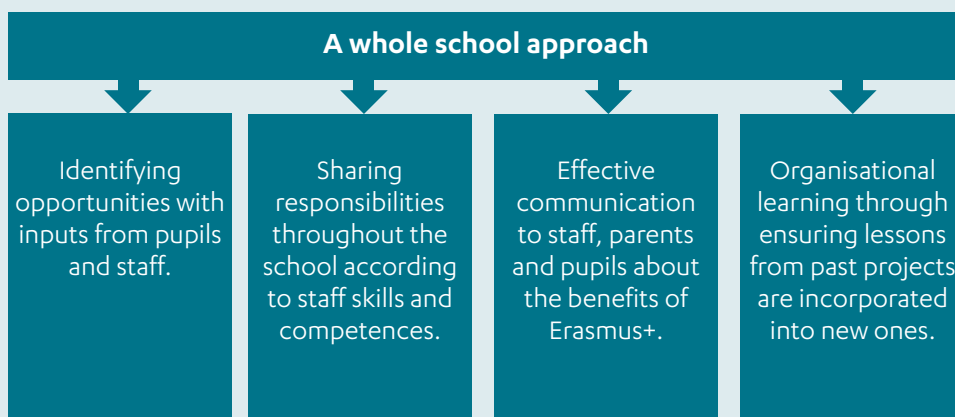 A whole school approach
Identifying
opportunities with
inputs from pupils
and staff.
Sharing
responsibilities
throughout the
school according
to staff skills and
competences.
Effective
communication
to staff, parents
and pupils about
the benefits of
Erasmus+.
Organisational
learning through
ensuring lessons
from past projects
are incorporated
into new ones.